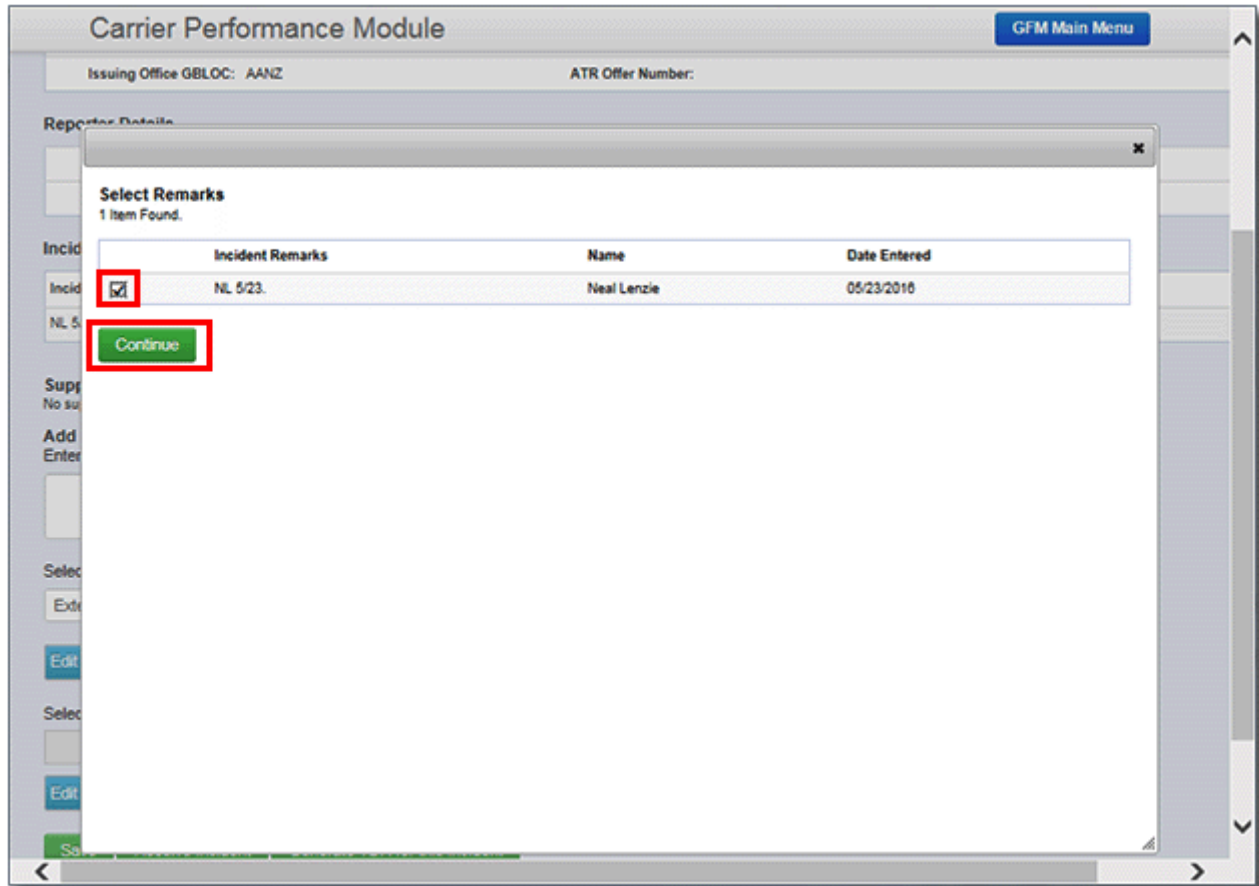 Carrier Performance Module
GFM Main Menu
Issuing Office GBLOC: AANZ ATR Offer Number:
Reporter Details
Select Remarks
1 Item Found.
Incident Remarks Name Date Entered
NL 5/23. Neal Lenzie 05/23/2016
Continue
Incid
Incid
NL 5
Supp
No su
Add
Enter
Selec
Exte
Edit
Selec
Edit